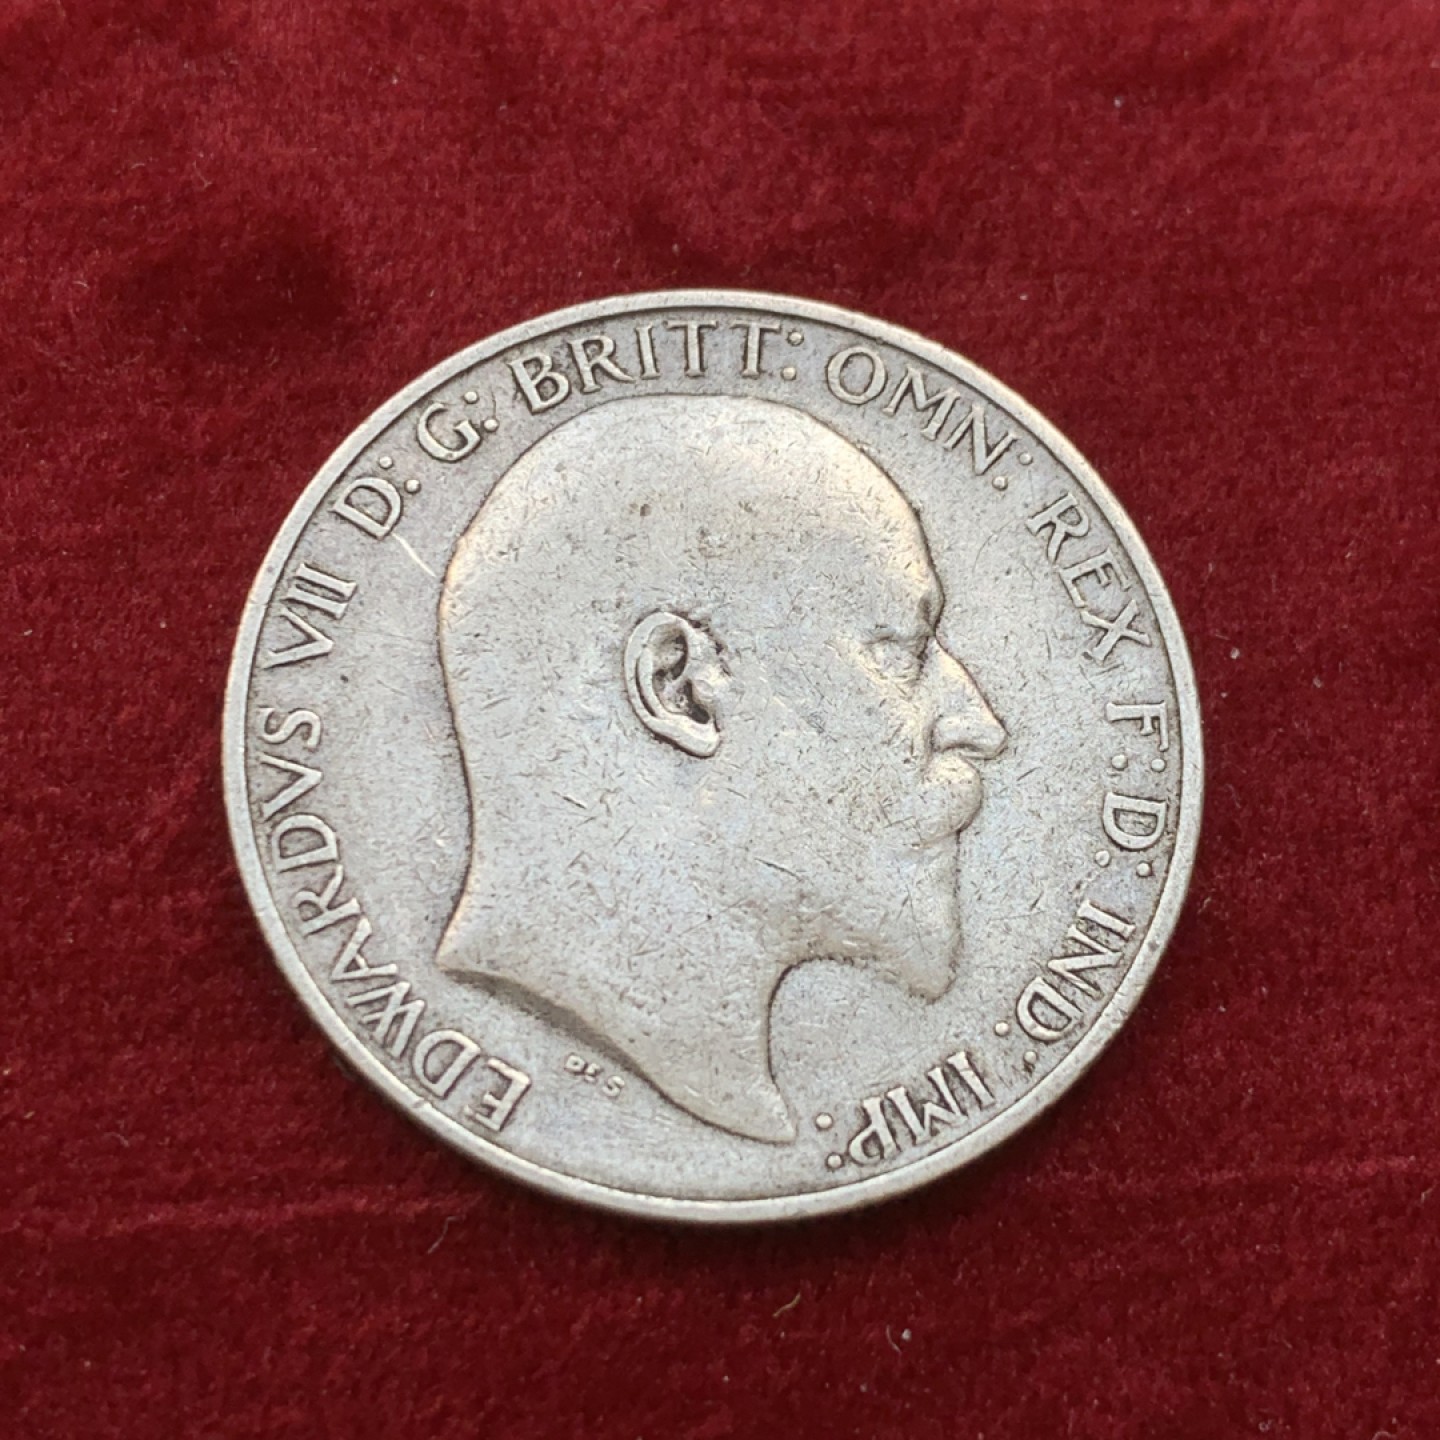 EDWARDVS VII D: G: BRITT: OMN: REX F: D: IND: IMP:
DES